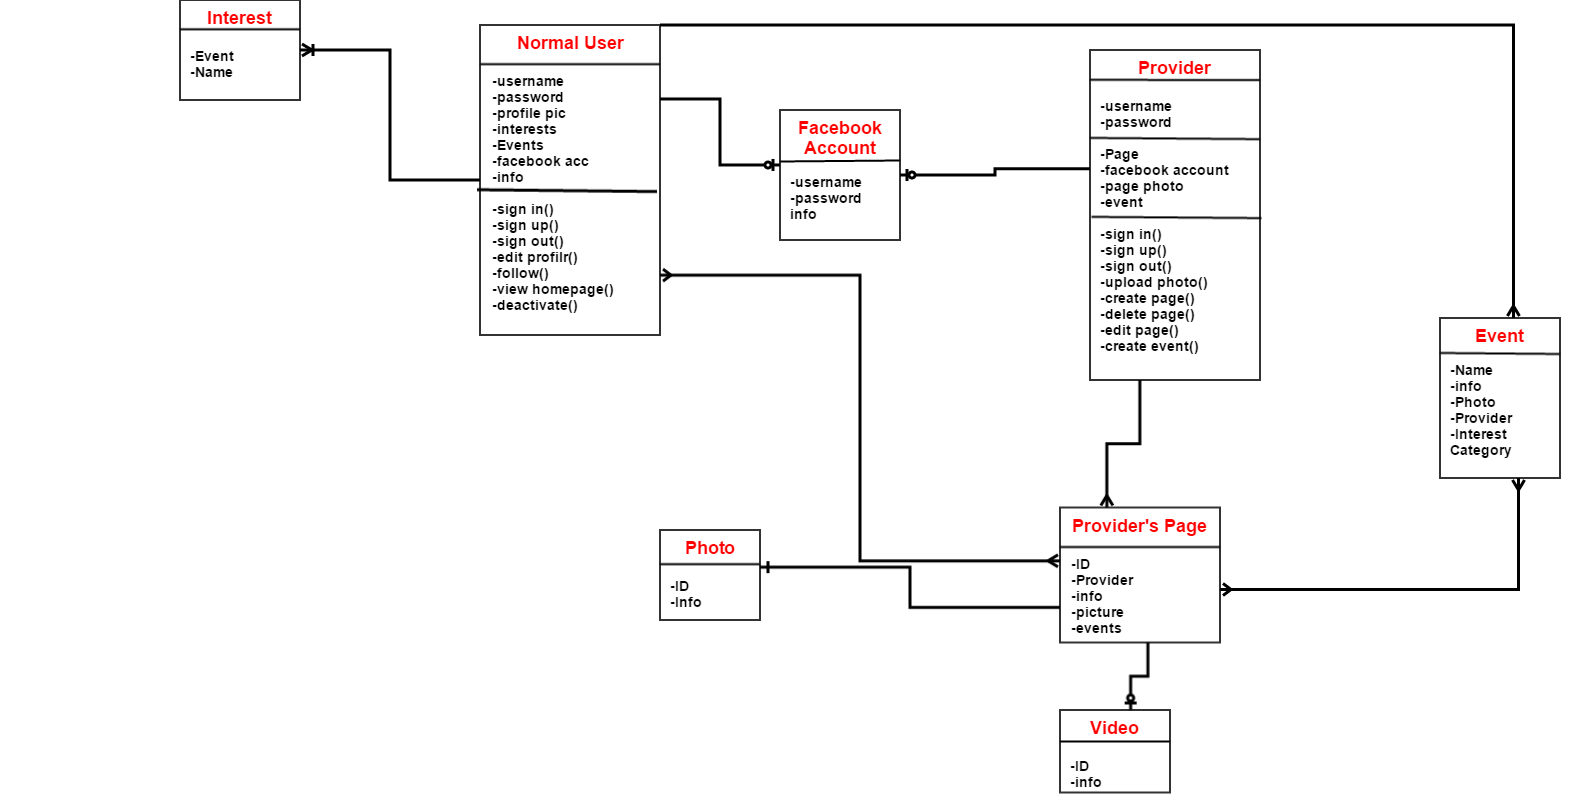 Interest
-Event
-Name
Normal User
-username
-password
-profile pic
-interests
-Events
-facebook acc
-info
-sign in()
-sign up()
-sign out()
-edit profilr()
-follow()
-view homepage()
-deactivate()
Facebook
Account
-username
-password
info
Provider
-username
-password
-Page
-facebook account
-page photo
-event
-sign in()
-sign up()
-sign out()
-upload photo()
-create page()
-delete page()
-edit page()
-create event()
Event
-Name
-info
-Photo
-Provider
-Interest
Category
Photo
-ID
-Info
Provider's Page
-ID
-Provider
-info
-picture
-events
Video
-ID
-info